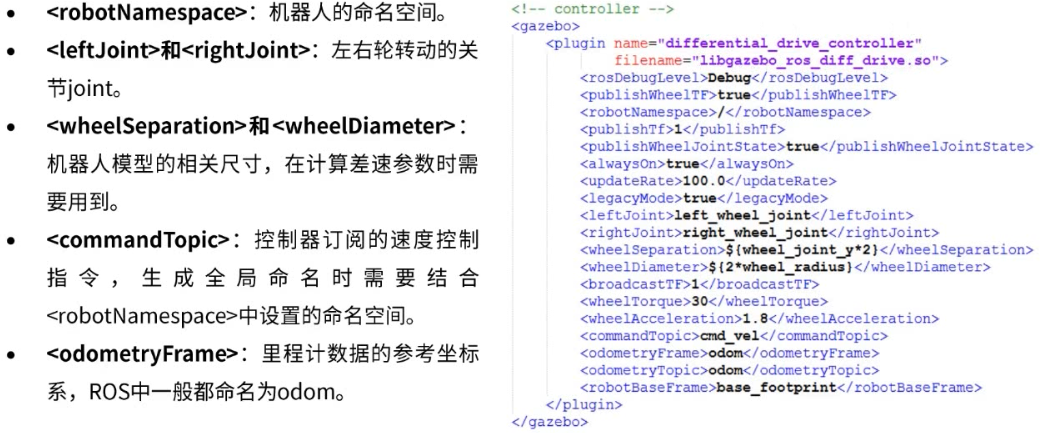 • <robotNamespace>：机器人的命名空间。
• <leftJoint>和<rightJoint>：左右轮转动的关
节joint。
• <wheelSeparation>和<wheelDiameter>：
机器人模型的相关尺寸，在计算差速参数时需
要用到。
• <commandTopic>：控制器订阅的速度控制
指令，生成全局命名时需要结合
<robotNamespace>中设置的命名空间。
• <odometryFrame>：里程计数据的参考坐标
系，ROS中一般都命名为odom。
<!-- controller -->
<gazebo>
<plugin name="differential_drive_controller"
filename="libgazebo_ros_diff_drive.so">
<rosDebugLevel>Debug</rosDebugLevel>
<publishWheelTF>true</publishWheelTF>
<robotNamespace>/</robotNamespace>
<publishTf>1</publishTf>
<publishWheelJointState>true</publishWheelJointState>
<alwaysOn>true</alwaysOn>
<updateRate>100.0</updateRate>
<legacyMode>true</legacyMode>
<leftJoint>left_wheel_joint</leftJoint>
<rightJoint>right_wheel_joint</rightJoint>
<wheelSeparation>${wheel_joint_y*2}</wheelSeparation>
<wheelDiameter>${2*wheel_radius}</wheelDiameter>
<broadcastTF>1</broadcastTF>
<wheelTorque>30</wheelTorque>
<wheelAcceleration>1.8</wheelAcceleration>
<commandTopic>cmd_vel</commandTopic>
<odometryFrame>odom</odometryFrame>
<odometryTopic>odom</odometryTopic>
<robotBaseFrame>base_footprint</robotBaseFrame>
</plugin>
</gazebo>